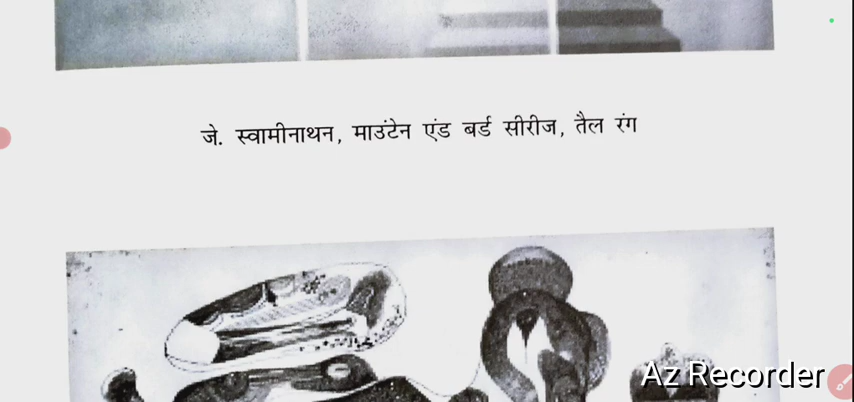 जे. स्वामीनाथन, माउंटेन एंड बर्ड सीरीज, तैल रंग
Az Recorder